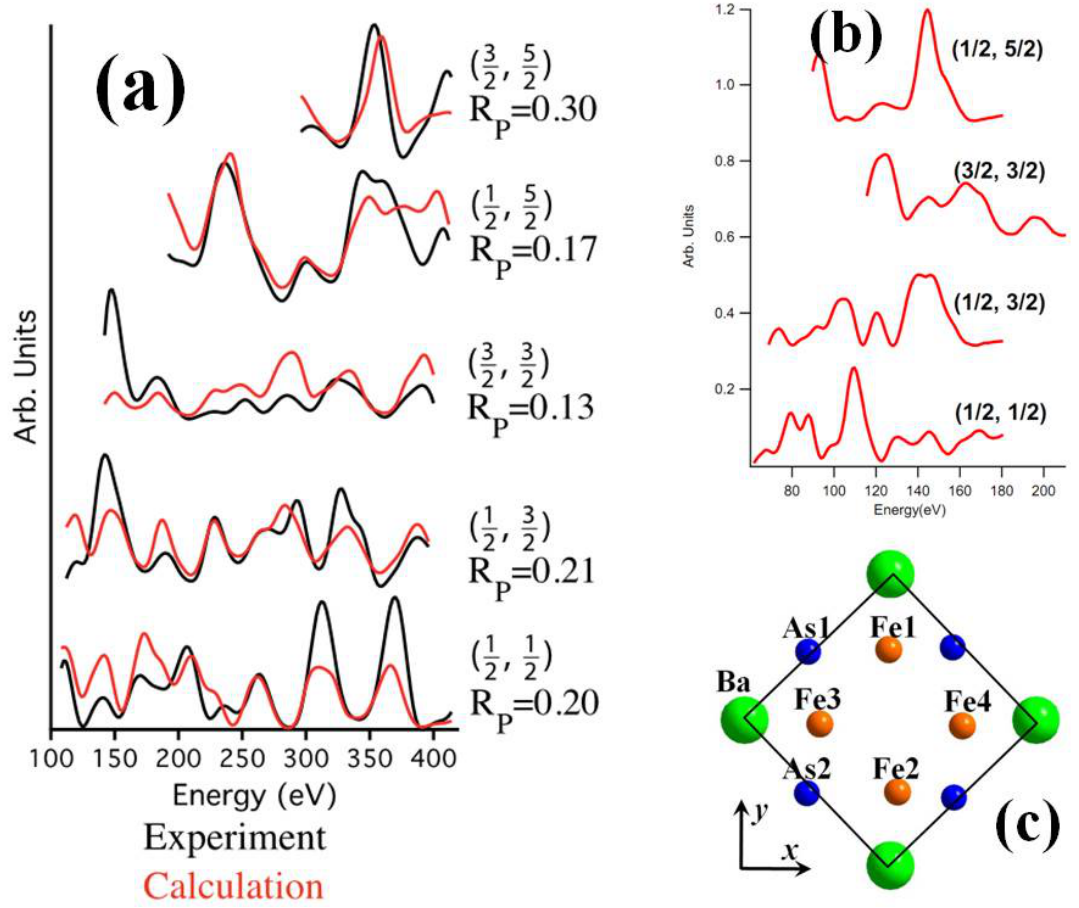 (a)
Arb. Units
(3/2, 5/2)
R_P=0.30
(1/2, 5/2)
R_P=0.17
(3/2, 3/2)
R_P=0.13
(1/2, 3/2)
R_P=0.21
(1/2, 1/2)
R_P=0.20
100 150 200 250 300 350 400
Energy (eV)
Experiment
Calculation
(b)
Arb. Units
1.2
1.0
0.8
0.6
0.4
0.2
(1/2, 5/2)
(3/2, 3/2)
(1/2, 3/2)
(1/2, 1/2)
80 100 120 140 160 180 200
Energy(eV)
As1 Fe1
Ba
Fe3 Fe4
As2 Fe2
y
x
(c)